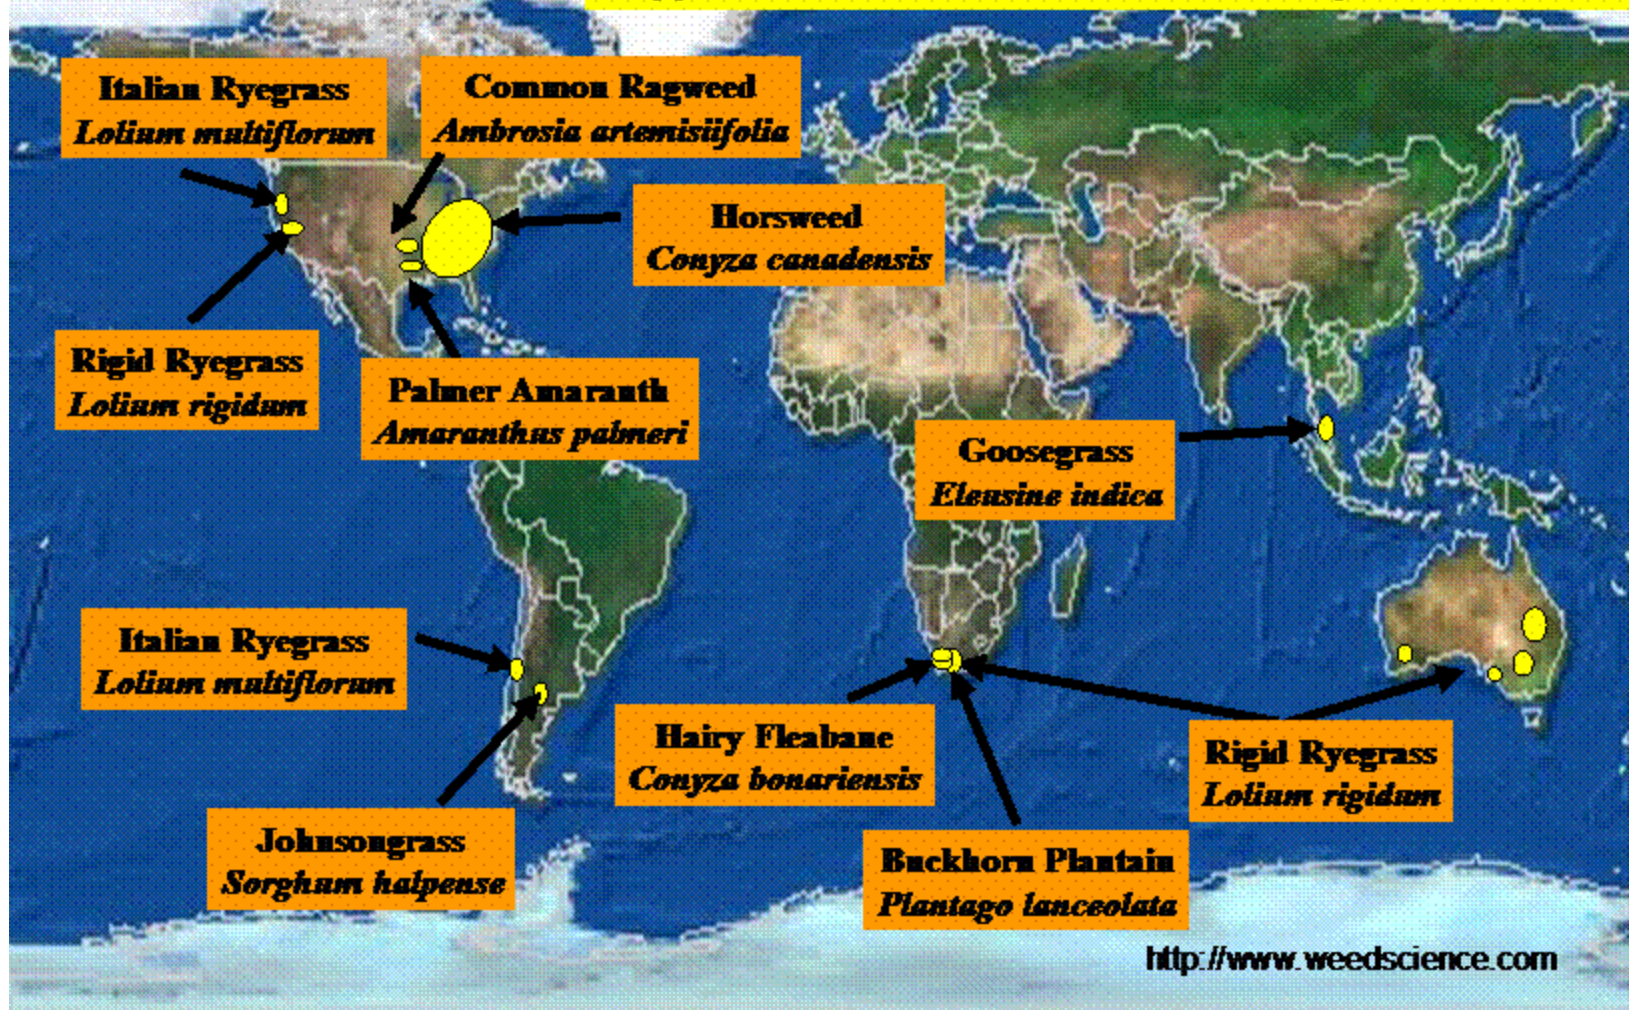 Italian Ryegrass
Lolium multiflorum
Common Ragweed
Ambrosia artemisiifolia
Horsweed
Conyza canadensis
Rigid Ryegrass
Lolium rigidum
Palmer Amaranth
Amaranthus palmeri
Goosegrass
Eleusine indica
Italian Ryegrass
Lolium multiflorum
Hairy Fleabane
Conyza bonariensis
Rigid Ryegrass
Lolium rigidum
Johnsongrass
Sorghum halpense
Buckhorn Plantain
Plantago lanceolata
http://www.weedscience.com